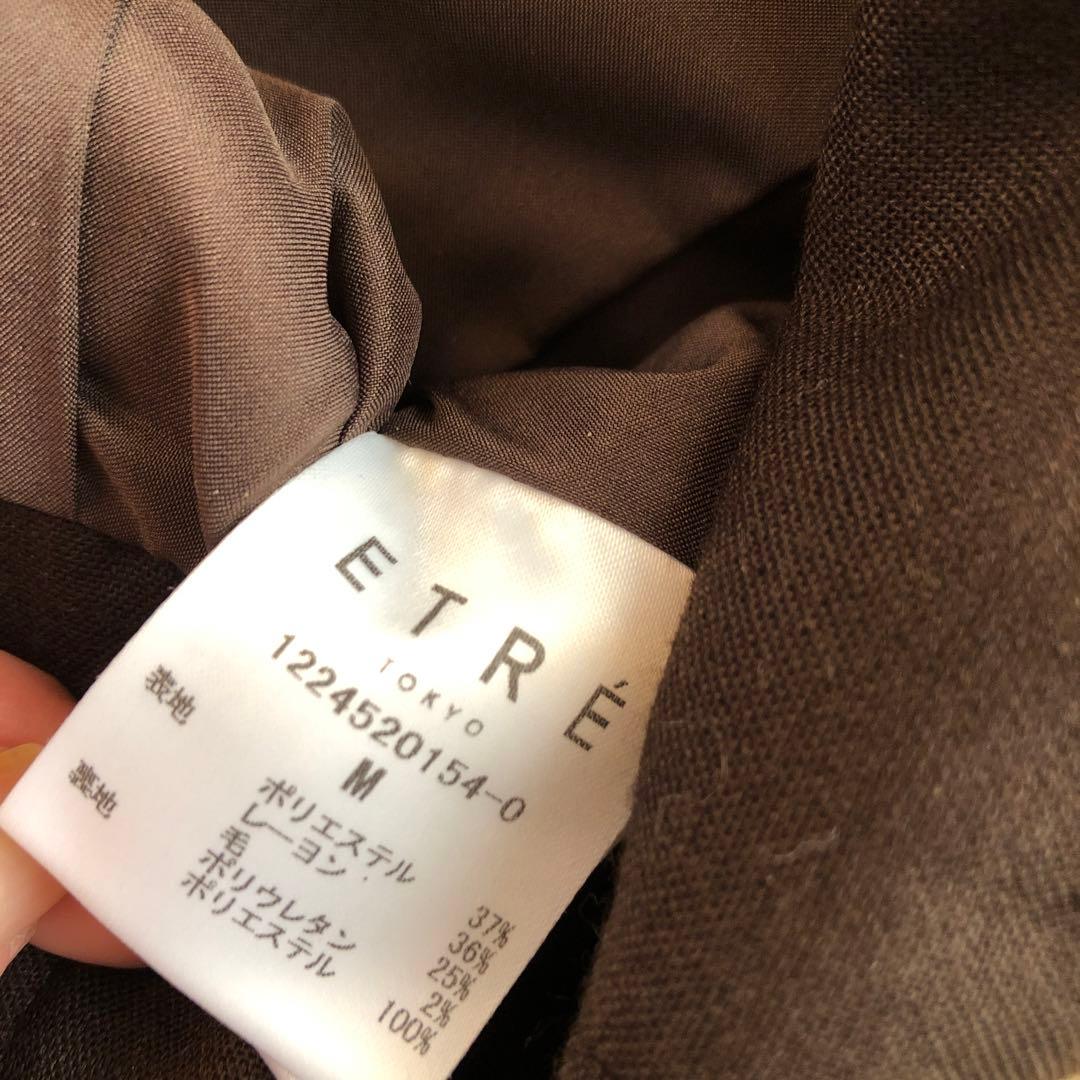 ETRÉ
TOKYO
1224520154-0
M
表地 ポリエステル 37%
レーヨン 36%
毛 25%
ポリウレタン 2%
裏地 ポリエステル 100%